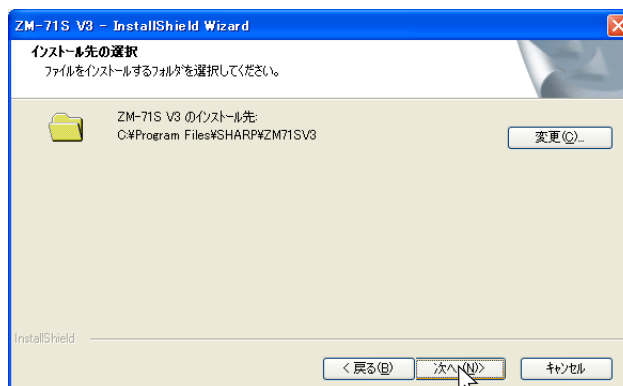 ZM-71S V3 - InstallShield Wizard
インストール先の選択
ファイルをインストールするフォルダを選択してください。
ZM-71S V3 のインストール先:
C:¥Program Files¥SHARP¥ZM71SV3
変更(C)...
InstallShield
< 戻る(B)
次へ(N)>
キャンセル